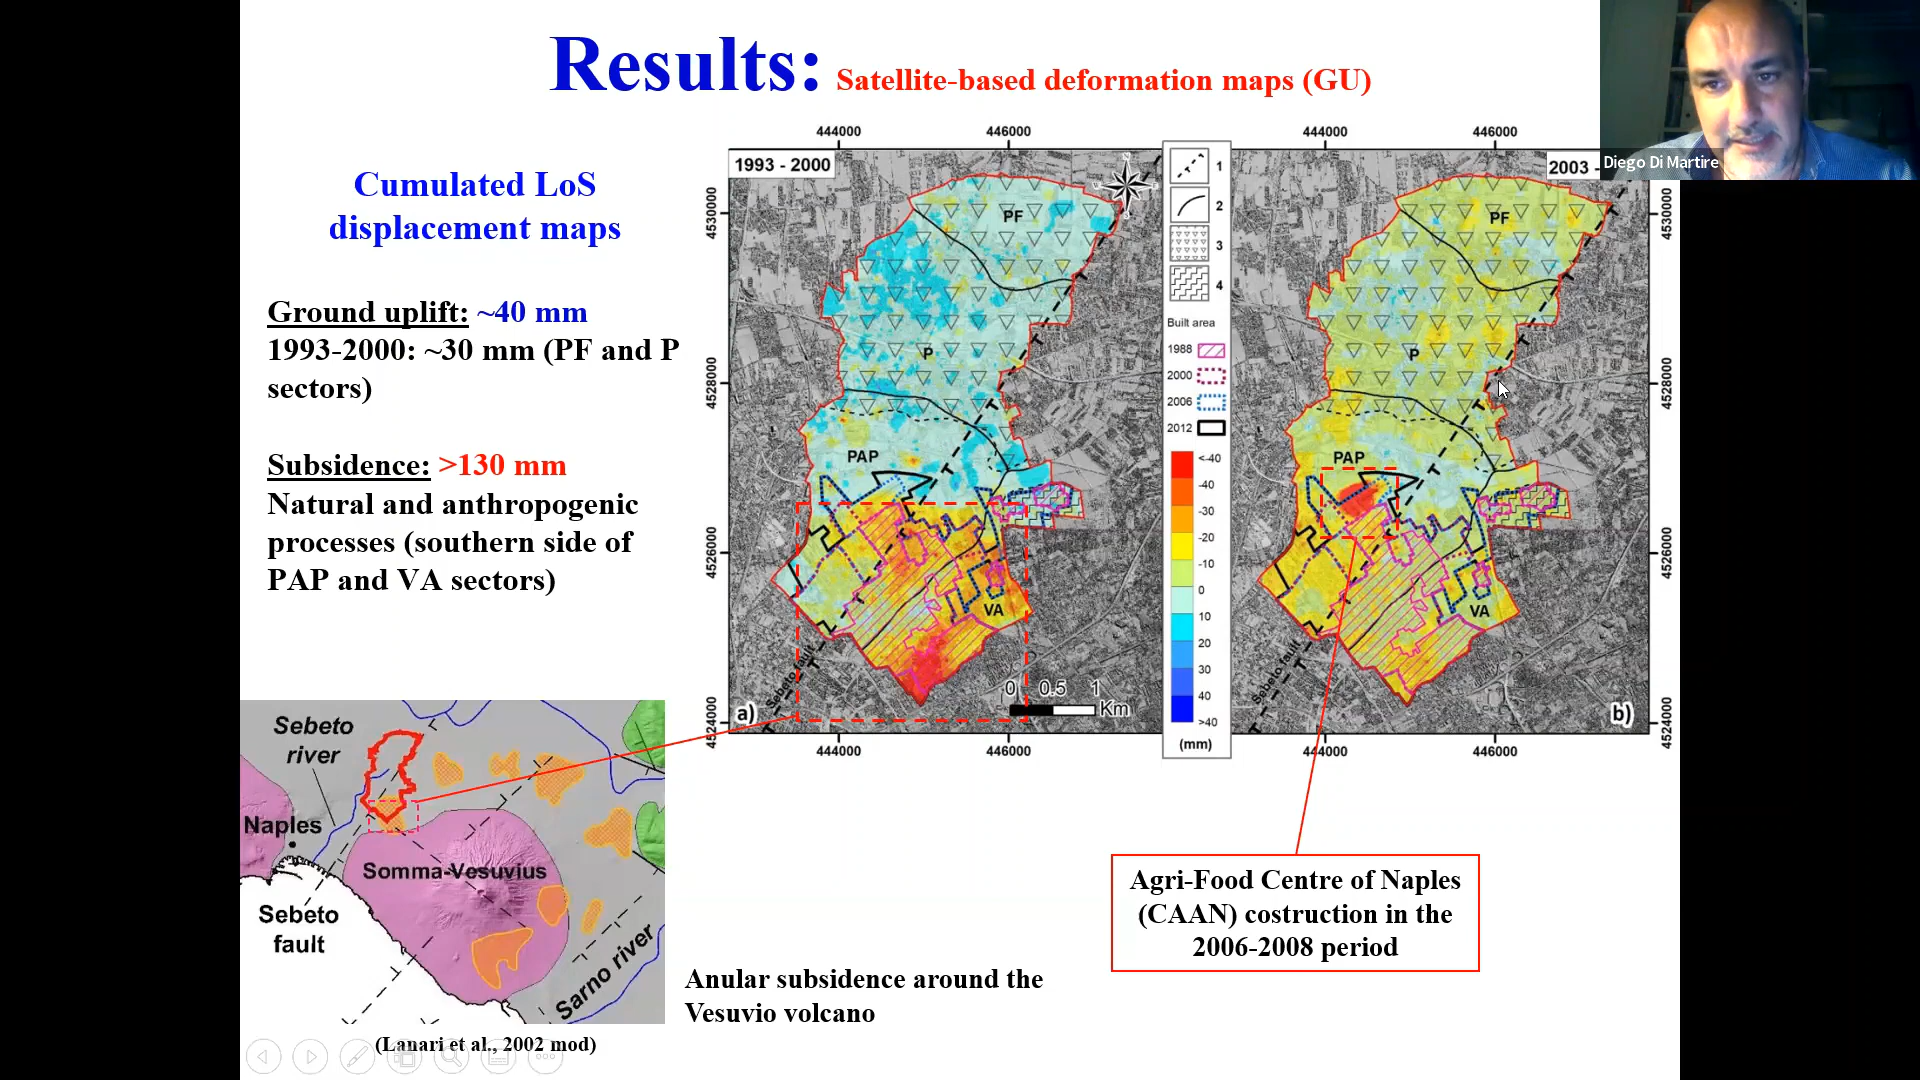 Results: Satellite-based deformation maps (GU)
Diego Di Martire
Cumulated LoS
displacement maps
Ground uplift: ~40 mm
1993-2000: ~30 mm (PF and P
sectors)
Subsidence: >130 mm
Natural and anthropogenic
processes (southern side of
PAP and VA sectors)
444000 446000
1993 - 2000
4530000
4528000
4526000
4524000
PF
P
PAP
VA
Sebeto fault
0 0.5 1
Km
a)
444000 446000
1
2
3
4
Built area
1988
2000
2006
2012
<-40
-40
-30
-20
-10
0
10
20
30
40
>40
(mm)
444000 446000
2003 -
4530000
4528000
4526000
4524000
PF
P
PAP
VA
Sebeto fault
b)
444000 446000
Sebeto
river
Naples
Somma-Vesuvius
Sebeto
fault
Sarno river
(Lanari et al., 2002 mod)
Anular subsidence around the
Vesuvio volcano
Agri-Food Centre of Naples
(CAAN) costruction in the
2006-2008 period